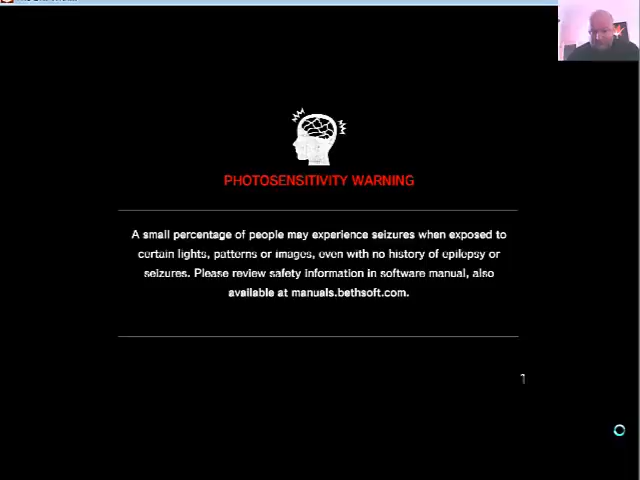 PHOTOSENSITIVITY WARNING
A small percentage of people may experience seizures when exposed to
certain lights, patterns or images, even with no history of epilepsy or
seizures. Please review safety information in software manual, also
available at manuals.bethsoft.com.
1